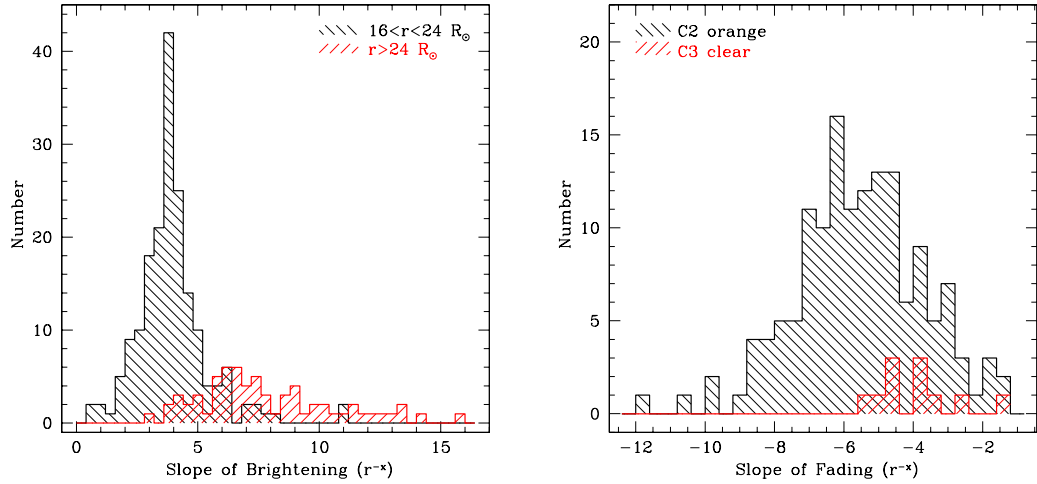 16<r<24 R☉
r>24 R☉
40
30
20
10
0
Number
0
5
10
15
Slope of Brightening (r⁻ˣ)
C2 orange
C3 clear
20
15
10
5
0
Number
-12
-10
-8
-6
-4
-2
Slope of Fading (r⁻ˣ)